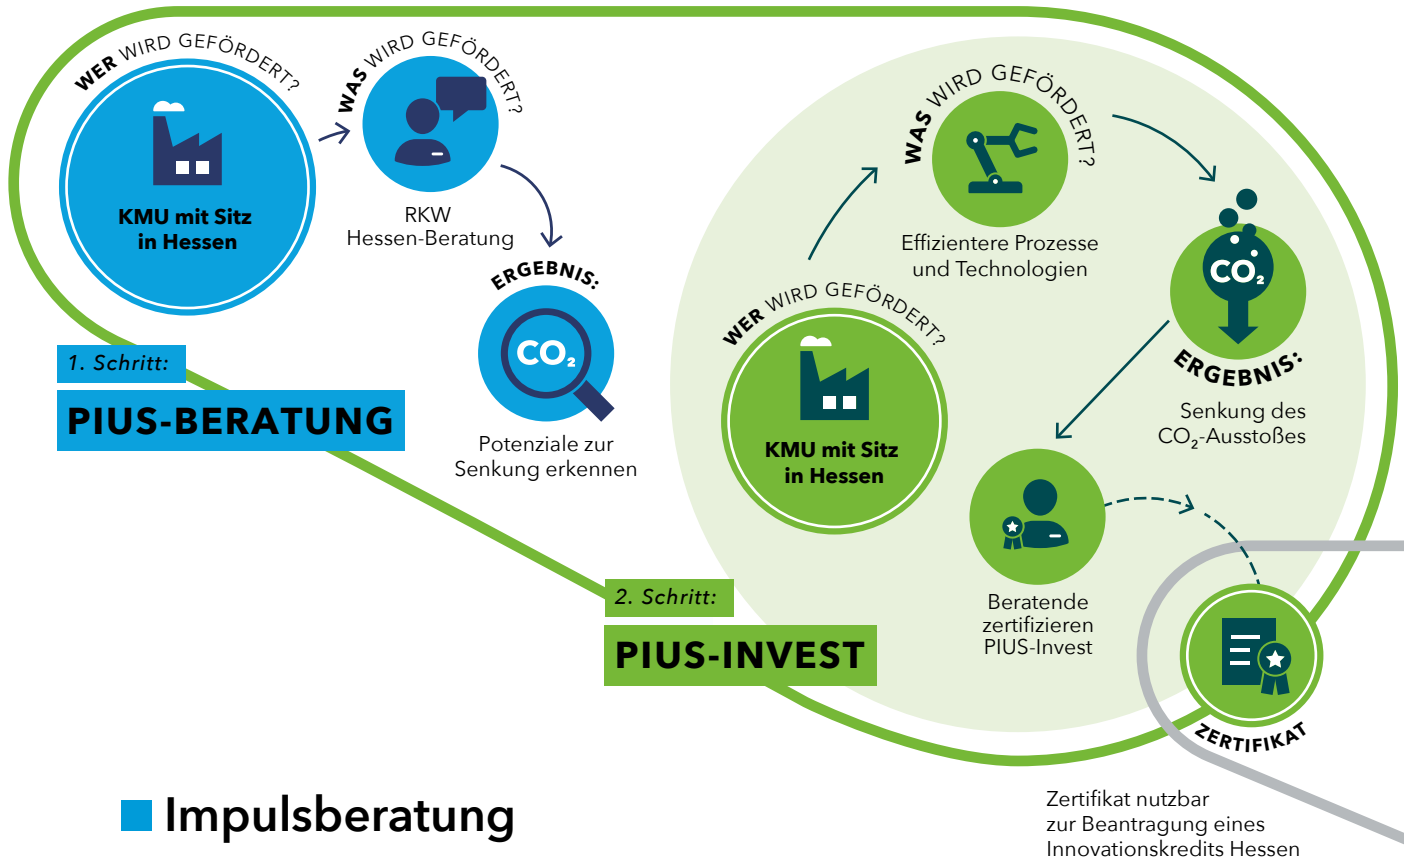 WER WIRD GEFÖRDERT?
KMU mit Sitz
in Hessen
WAS WIRD GEFÖRDERT?
RKW
Hessen-Beratung
ERGEBNIS:
CO₂
Potenziale zur
Senkung erkennen
1. Schritt:
PIUS-BERATUNG
WER WIRD GEFÖRDERT?
KMU mit Sitz
in Hessen
WAS WIRD GEFÖRDERT?
Effizientere Prozesse
und Technologien
CO₂
ERGEBNIS:
Senkung des
CO₂-Ausstoßes
Beratende
zertifizieren
PIUS-Invest
2. Schritt:
PIUS-INVEST
ZERTIFIKAT
Zertifikat nutzbar
zur Beantragung eines
Innovationskredits Hessen
Impulsberatung